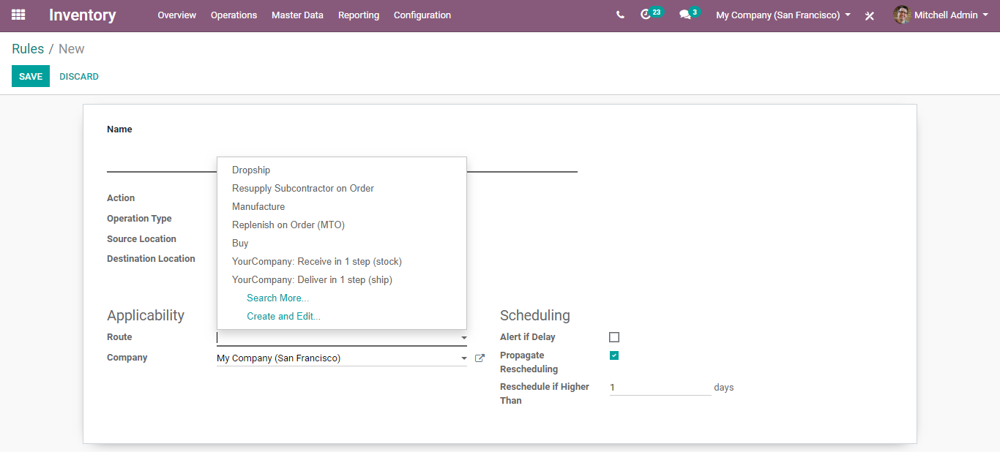 Inventory Overview Operations Master Data Reporting Configuration 23 3 My Company (San Francisco) Mitchell Admin
Rules / New
SAVE DISCARD
Name
Dropship
Resupply Subcontractor on Order
Action
Manufacture
Operation Type
Replenish on Order (MTO)
Source Location
Buy
Destination Location
YourCompany: Receive in 1 step (stock)
YourCompany: Deliver in 1 step (ship)
Search More...
Create and Edit...
Applicability
Route
Company My Company (San Francisco)
Scheduling
Alert if Delay
Propagate
Rescheduling
Reschedule if Higher
Than
1 days